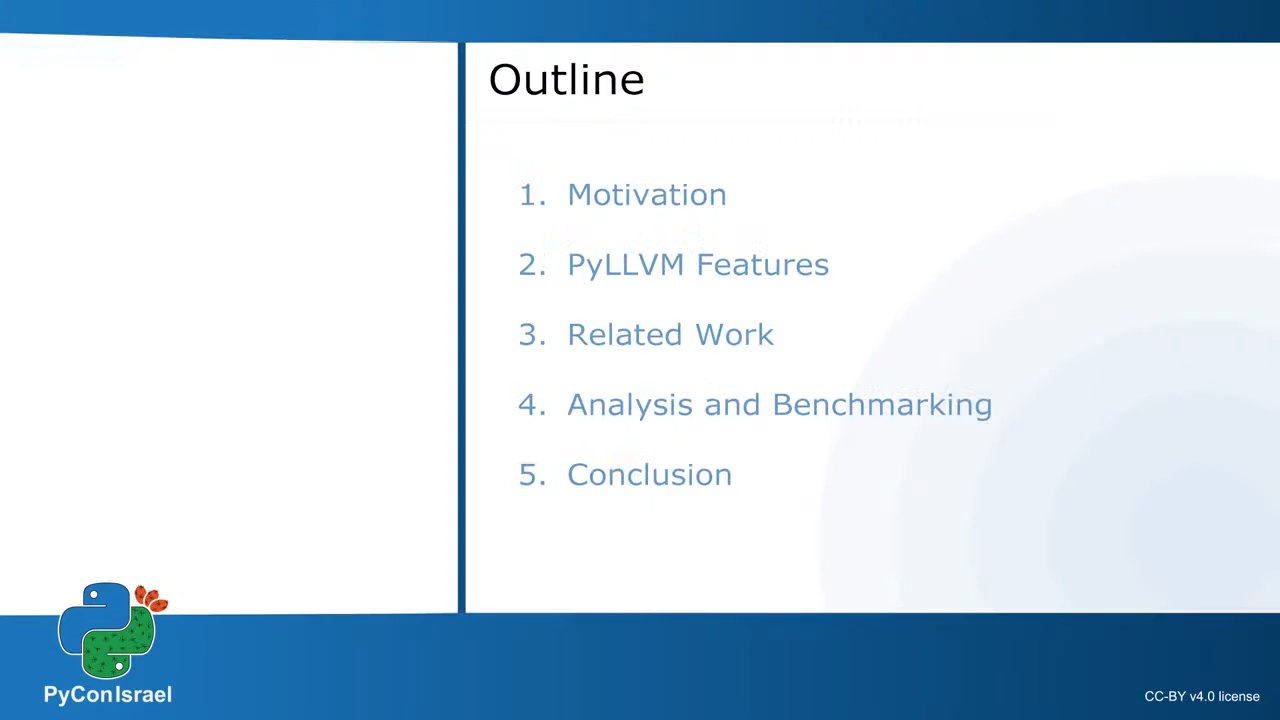 Outline
1. Motivation
2. PyLLVM Features
3. Related Work
4. Analysis and Benchmarking
5. Conclusion
PyConIsrael
CC-BY v4.0 license